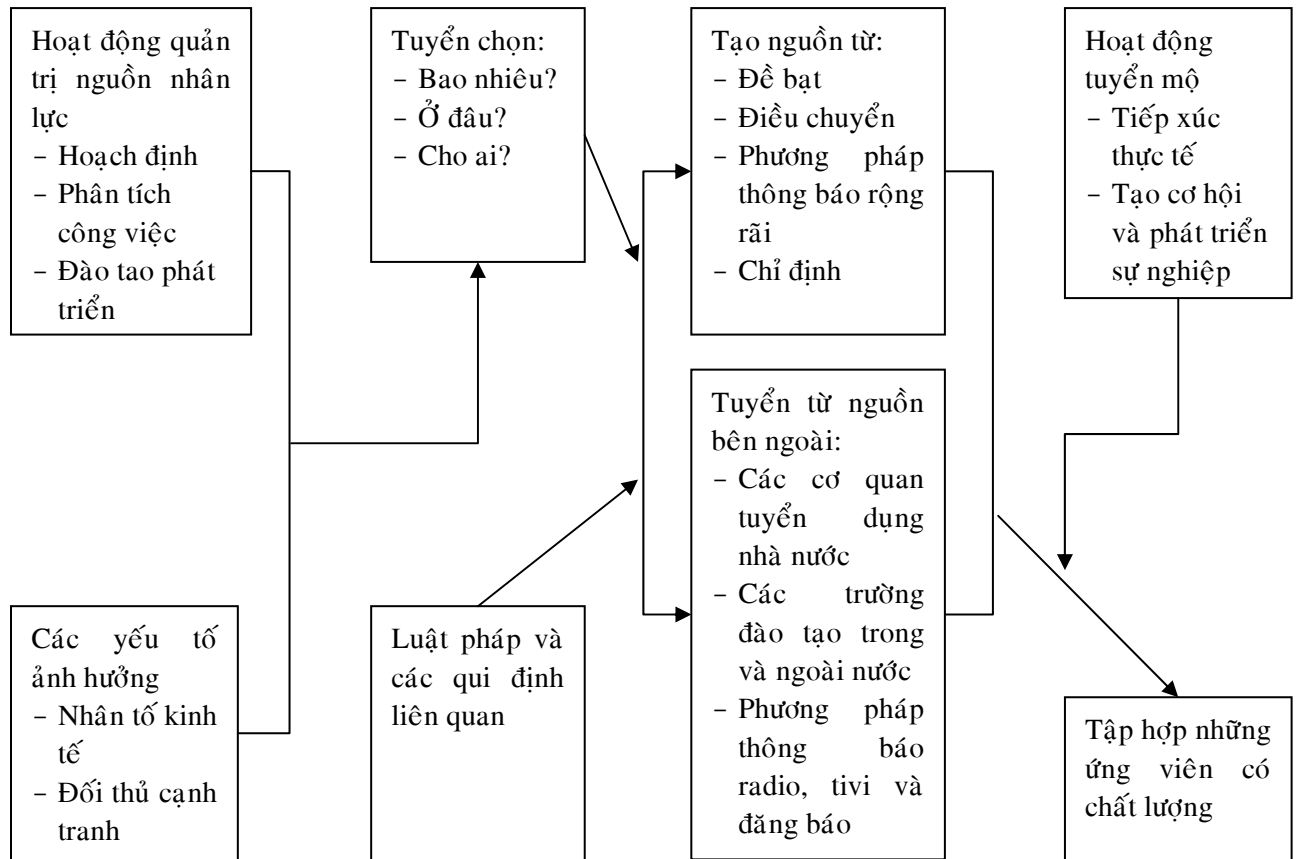 Hoạt động quản
trị nguồn nhân
lực
– Hoạch định
– Phân tích
công việc
– Đào tao phát
triển
Tuyển chọn:
– Bao nhiêu?
– Ở đâu?
– Cho ai?
Tạo nguồn từ:
– Đề bạt
– Điều chuyển
– Phương pháp
thông báo rộng
rãi
– Chỉ định
Hoạt động
tuyển mộ
– Tiếp xúc
thực tế
– Tạo cơ hội
và phát triển
sự nghiệp
Các yếu tố
ảnh hưởng
– Nhân tố kinh
tế
– Đối thủ cạnh
tranh
Luật pháp và
các qui định
liên quan
Tuyển từ nguồn
bên ngoài:
– Các cơ quan
tuyển dụng
nhà nước
– Các trường
đào tạo trong
và ngoài nước
– Phương pháp
thông báo
radio, tivi và
đăng báo
Tập hợp những
ứng viên có
chất lượng